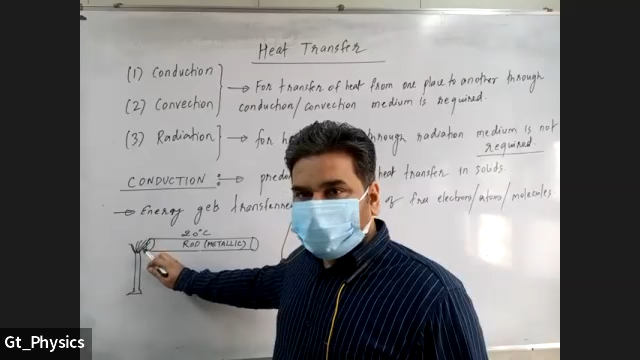 Heat Transfer
(1) Conduction
(2) Convection
(3) Radiation
For transfer of heat from one place to another through
conduction/convection medium is required.
for through radiation medium is not
required.
CONDUCTION :- heat transfer in solids.
Energy gets of free electrons/atoms/molecules.
20°C
ROD (METALLIC)
Gt_Physics